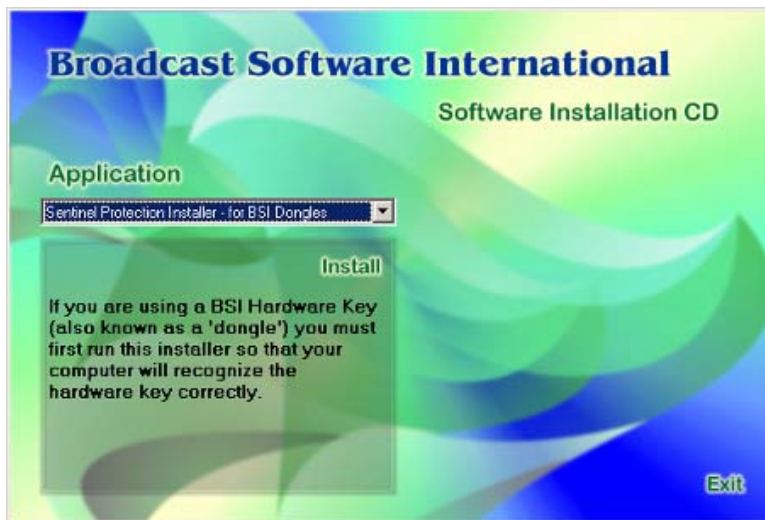 Broadcast Software International
Software Installation CD
Application
Sentinel Protection Installer - for BSI Dongles
Install
If you are using a BSI Hardware Key
(also known as a 'dongle') you must
first run this installer so that your
computer will recognize the
hardware key correctly.
Exit